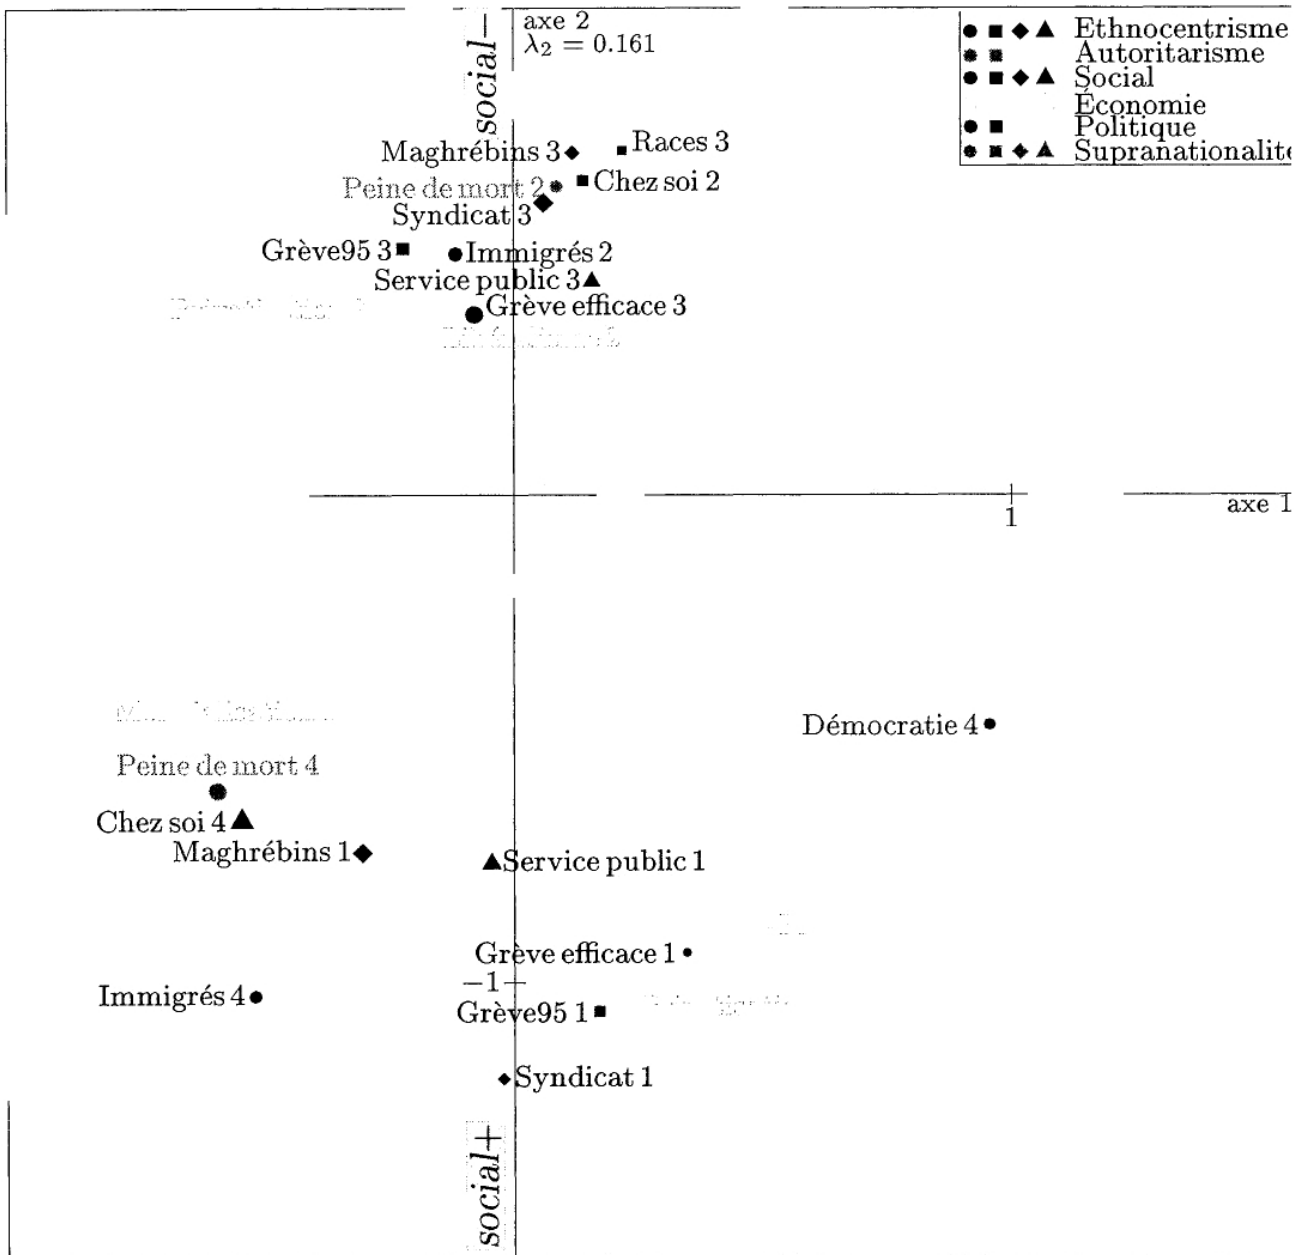 social−
axe 2
λ₂ = 0.161
Ethnocentrisme
Autoritarisme
Social
Économie
Politique
Supranationalité
Maghrébins 3
Races 3
Peine de mort 2
Chez soi 2
Syndicat 3
Grève95 3
Immigrés 2
Service public 3
Grève efficace 3
1
axe 1
Démocratie 4
Peine de mort 4
Chez soi 4
Maghrébins 1
Service public 1
Grève efficace 1
−1
Immigrés 4
Grève95 1
Syndicat 1
social+